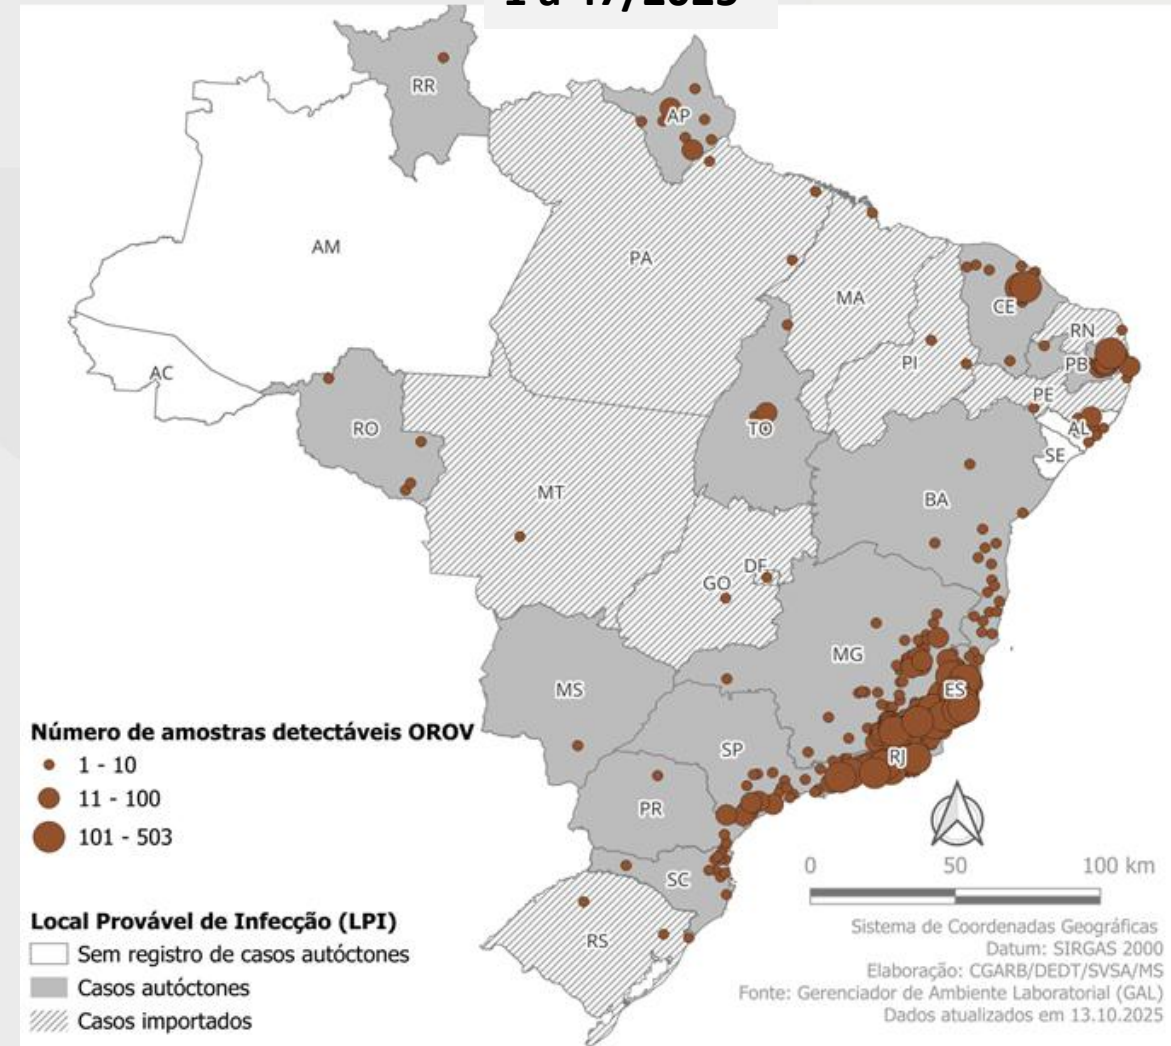 1 a 47/2025
RR
AP
AM
PA
MA
CE
RN
PI
PB
PE
AC
AL
TO
RO
SE
BA
MT
DF
GO
MG
MS
ES
SP
RJ
PR
SC
RS
Número de amostras detectáveis OROV
1 - 10
11 - 100
101 - 503
Local Provável de Infecção (LPI)
Sem registro de casos autóctones
Casos autóctones
Casos importados
0 50 100 km
Sistema de Coordenadas Geográficas
Datum: SIRGAS 2000
Elaboração: CGARB/DEDT/SVSA/MS
Fonte: Gerenciador de Ambiente Laboratorial (GAL)
Dados atualizados em 13.10.2025